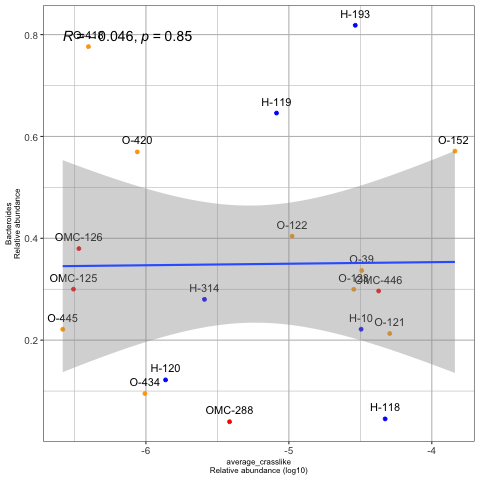 H-193
R = −0.046, p = 0.85
0.8
H-119
0.6
O-420
O-152
O-122
0.4
OMC-126
O-39
OMC-125
OMC-446
H-314
O-445
H-10
O-121
0.2
H-120
O-434
OMC-288
H-118
-6
-5
-4
average_crasslike
Relative abundance (log10)
Bacteroides
Relative abundance